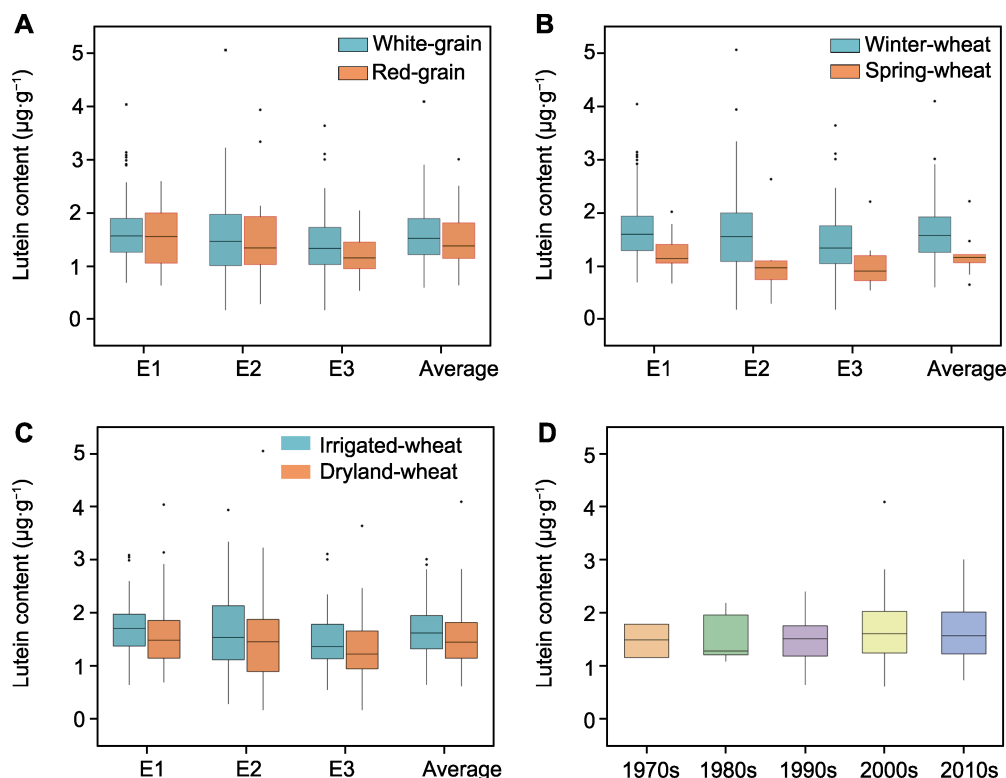 A
White-grain
Red-grain
Lutein content (μg·g⁻¹)
5
4
3
2
1
0
E1 E2 E3 Average
B
Winter-wheat
Spring-wheat
Lutein content (μg·g⁻¹)
5
4
3
2
1
0
E1 E2 E3 Average
C
Irrigated-wheat
Dryland-wheat
Lutein content (μg·g⁻¹)
5
4
3
2
1
0
E1 E2 E3 Average
D
Lutein content (μg·g⁻¹)
5
4
3
2
1
0
1970s 1980s 1990s 2000s 2010s